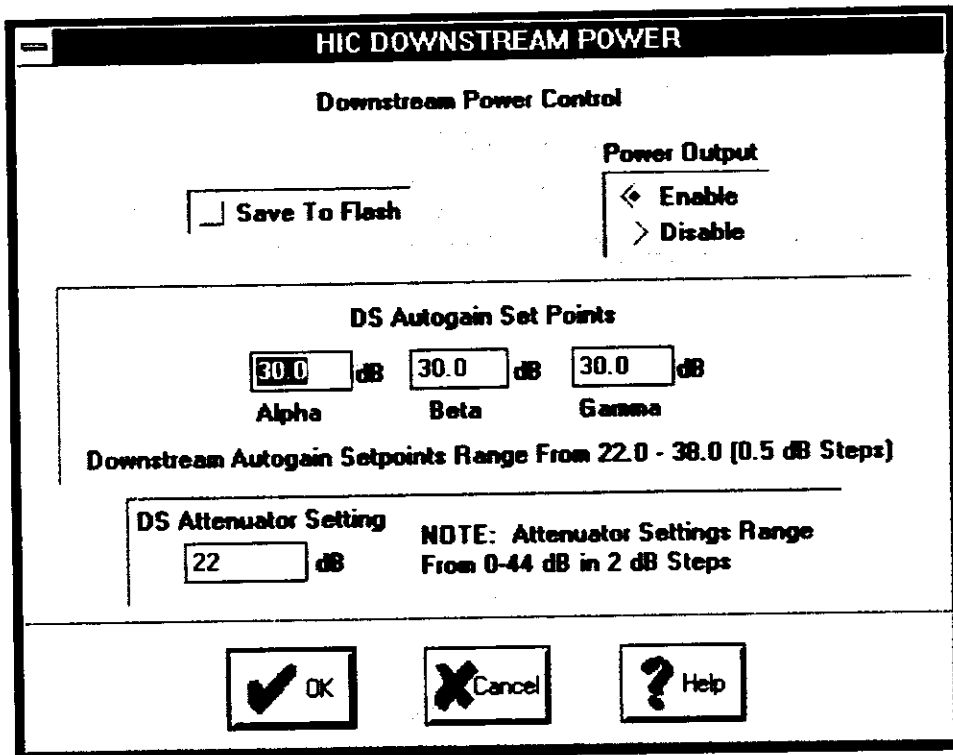 HIC DOWNSTREAM POWER
Downstream Power Control
Power Output
Save To Flash
Enable
Disable
DS Autogain Set Points
30.0 dB 30.0 dB 30.0 dB
Alpha Beta Gamma
Downstream Autogain Setpoints Range From 22.0 - 38.0 (0.5 dB Steps)
DS Attenuator Setting
22 dB
NOTE: Attenuator Settings Range
From 0-44 dB in 2 dB Steps
OK Cancel Help